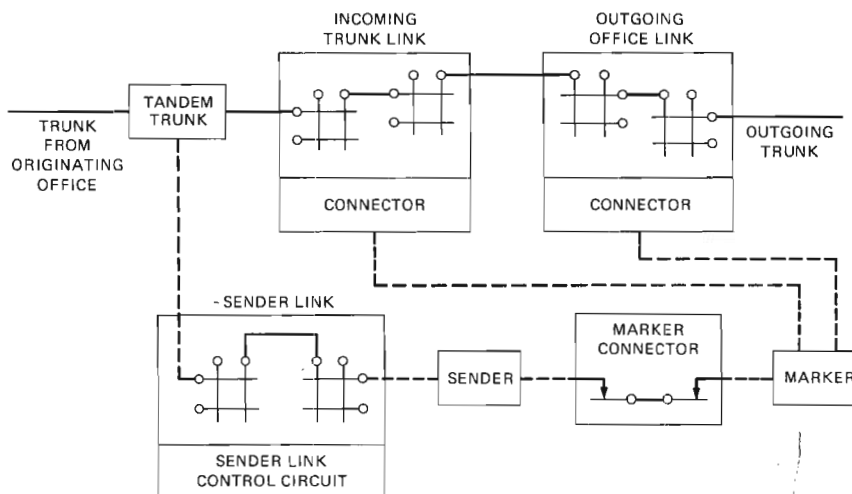 INCOMING
TRUNK LINK
OUTGOING
OFFICE LINK
TANDEM
TRUNK
TRUNK
FROM
ORIGINATING
OFFICE
OUTGOING
TRUNK
CONNECTOR
CONNECTOR
-SENDER LINK
MARKER
CONNECTOR
SENDER
MARKER
SENDER LINK
CONTROL CIRCUIT